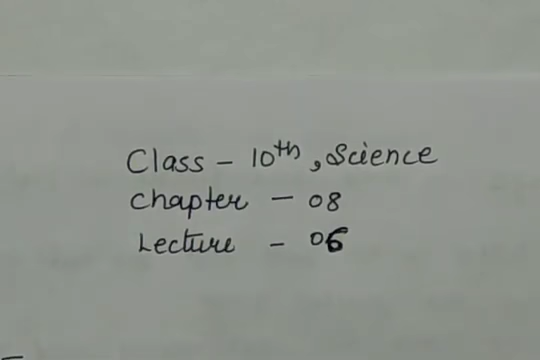 Class - 10th, Science
Chapter - 08
Lecture - 06